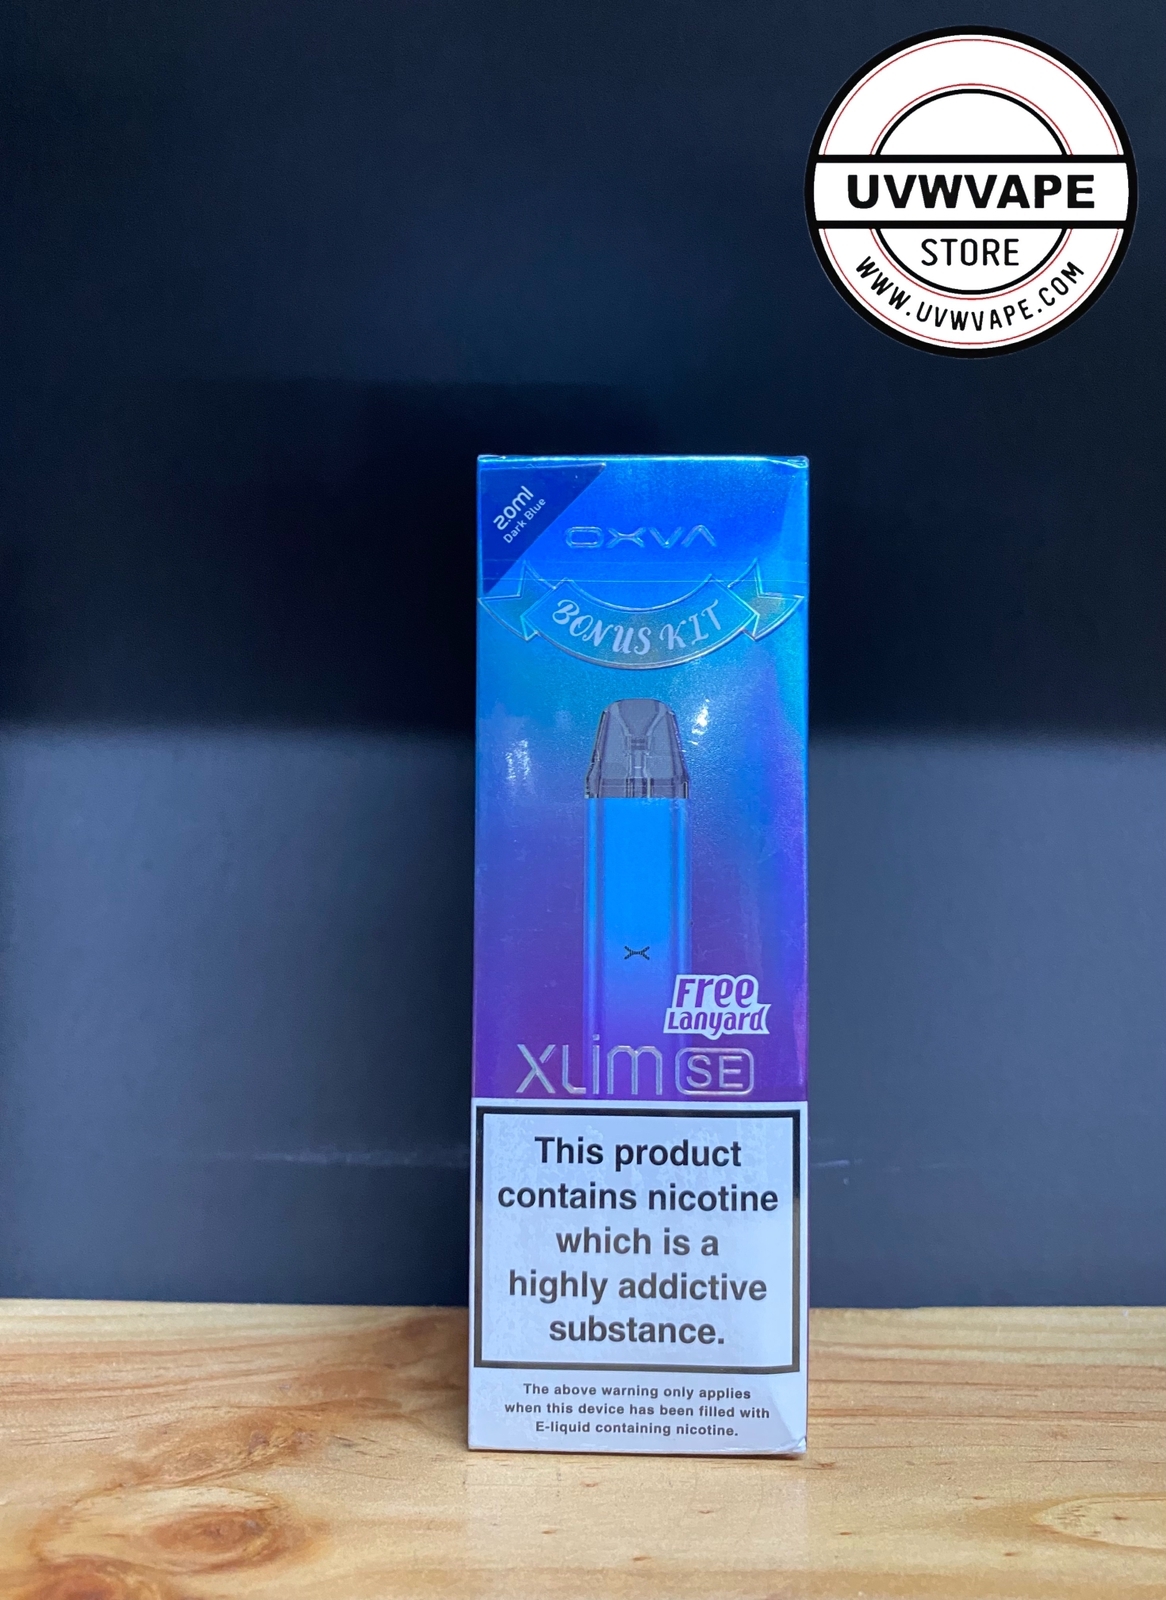 UVWVAPE
STORE
WWW.UVWVAPE.COM
2.0ml
Dark Blue
OXVA
BONUS KIT
Free
Lanyard
XLIM SE
This product
contains nicotine
which is a
highly addictive
substance.
The above warning only applies
when this device has been filled with
E-liquid containing nicotine.